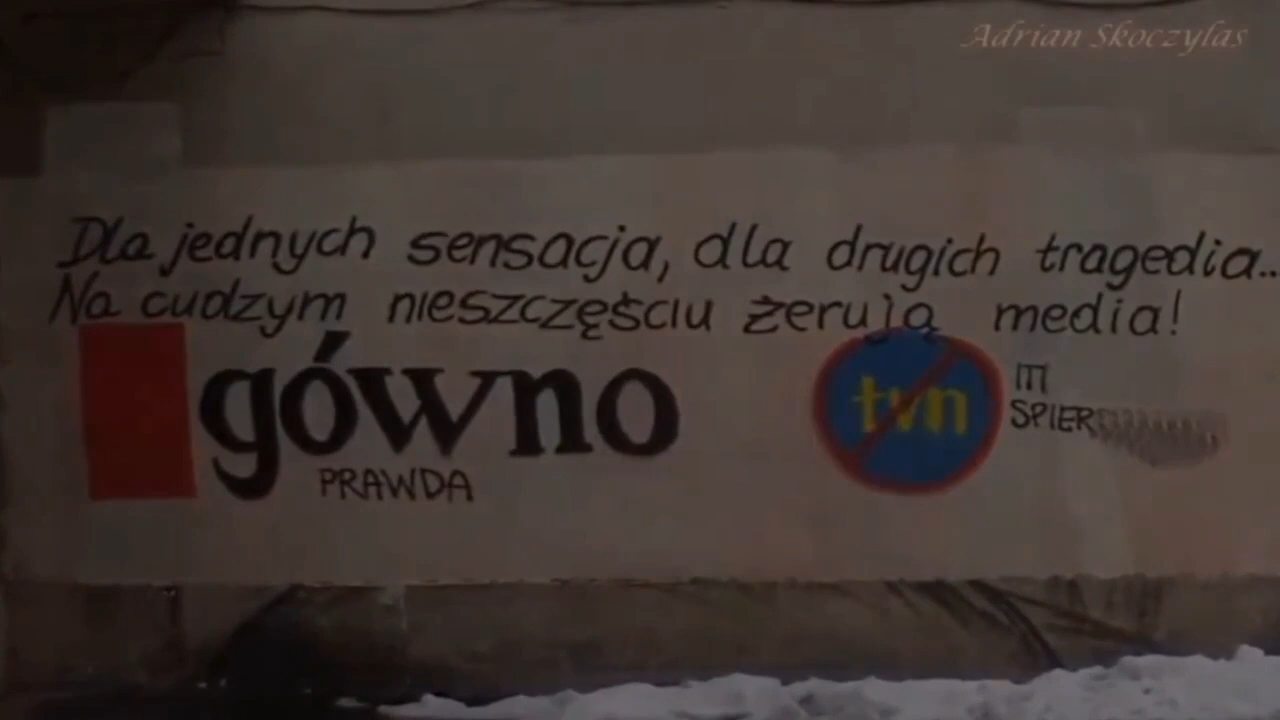 Adrian Skoczylas
Dla jednych sensacja, dla drugich tragedia..
Na cudzym nieszczęściu żerują media!
gówno
PRAWDA
tvn
SPIER